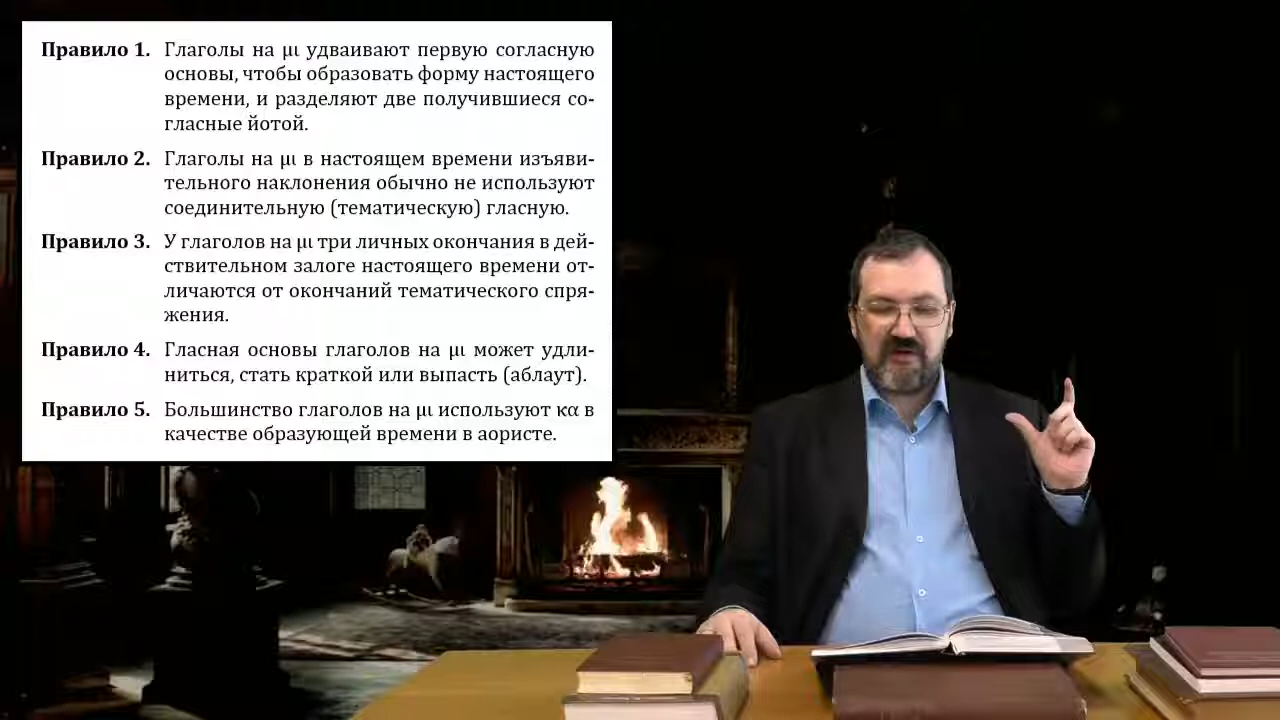 Правило 1. Глаголы на μι удваивают первую согласную
основы, чтобы образовать форму настоящего
времени, и разделяют две получившиеся со-
гласные йотой.
Правило 2. Глаголы на μι в настоящем времени изъяви-
тельного наклонения обычно не используют
соединительную (тематическую) гласную.
Правило 3. У глаголов на μι три личных окончания в дей-
ствительном залоге настоящего времени от-
личаются от окончаний тематического спря-
жения.
Правило 4. Гласная основы глаголов на μι может удли-
ниться, стать краткой или выпасть (аблаут).
Правило 5. Большинство глаголов на μι используют κα в
качестве образующей времени в аористе.